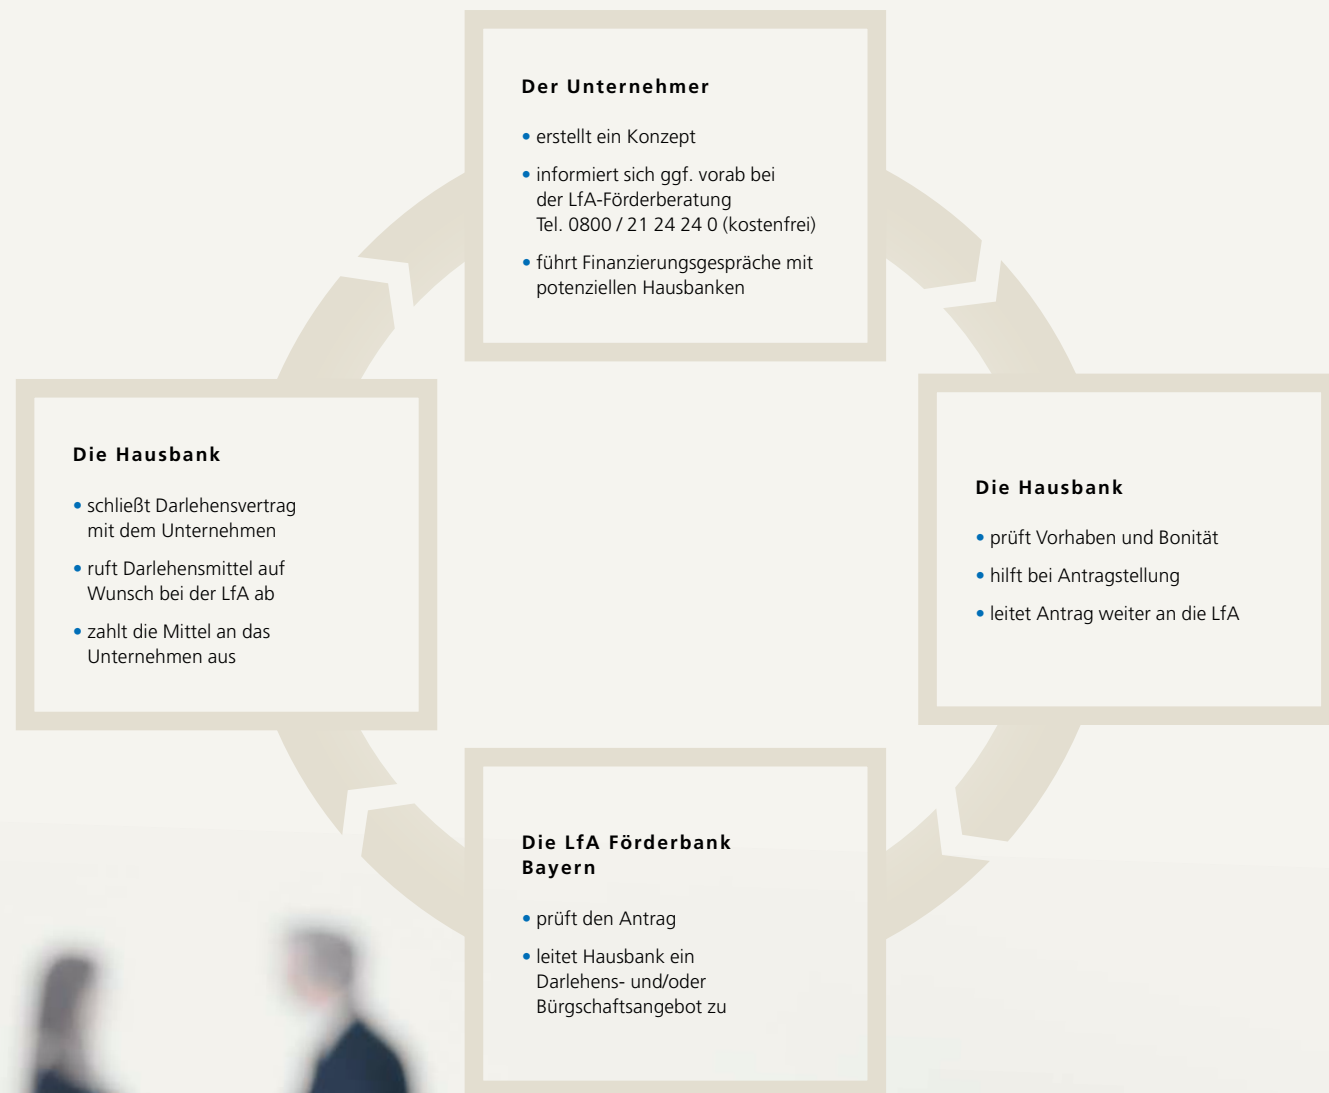 Der Unternehmer
• erstellt ein Konzept
• informiert sich ggf. vorab bei
der LfA-Förderberatung
Tel. 0800 / 21 24 24 0 (kostenfrei)
• führt Finanzierungsgespräche mit
potenziellen Hausbanken
Die Hausbank
• prüft Vorhaben und Bonität
• hilft bei Antragstellung
• leitet Antrag weiter an die LfA
Die LfA Förderbank
Bayern
• prüft den Antrag
• leitet Hausbank ein
Darlehens- und/oder
Bürgschaftsangebot zu
Die Hausbank
• schließt Darlehensvertrag
mit dem Unternehmen
• ruft Darlehensmittel auf
Wunsch bei der LfA ab
• zahlt die Mittel an das
Unternehmen aus